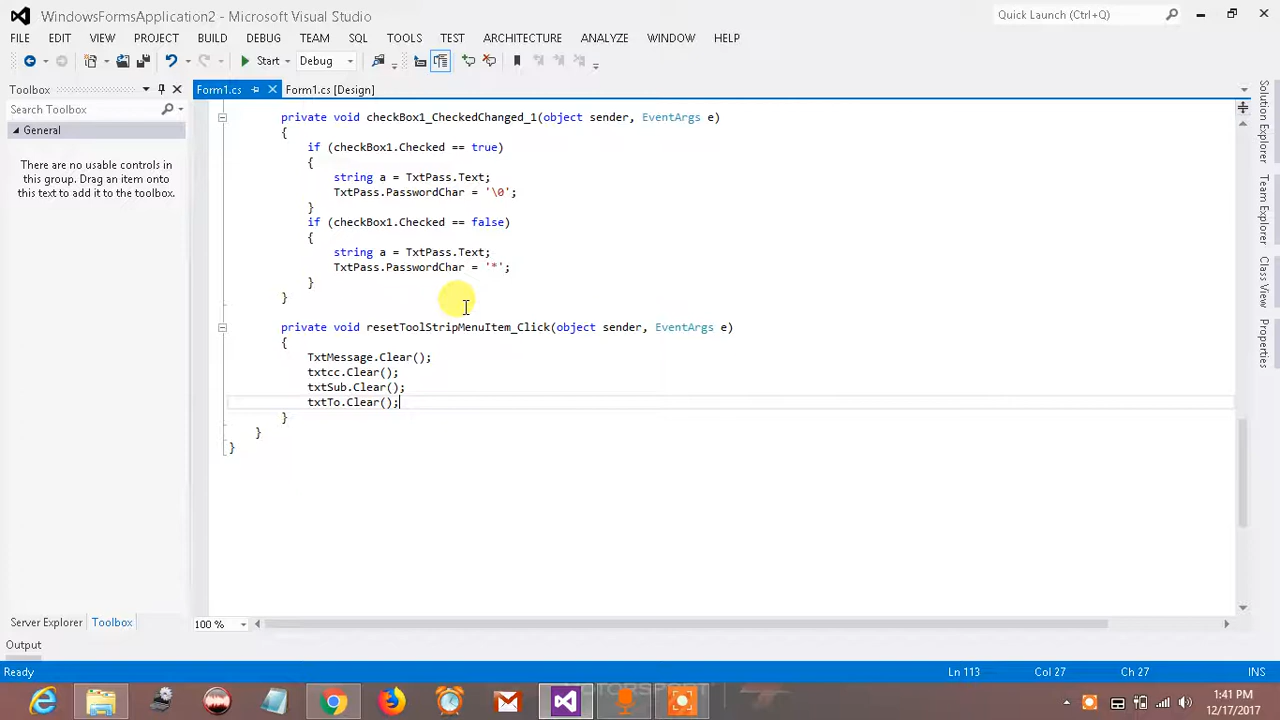 WindowsFormsApplication2 - Microsoft Visual Studio
Quick Launch (Ctrl+Q)
FILE EDIT VIEW PROJECT BUILD DEBUG TEAM SQL TOOLS TEST ARCHITECTURE ANALYZE WINDOW HELP
Start Debug
Toolbox
Form1.cs
Form1.cs [Design]
Search Toolbox
General
There are no usable controls in
this group. Drag an item onto
this text to add it to the toolbox.
private void checkBox1_CheckedChanged_1(object sender, EventArgs e)
{
if (checkBox1.Checked == true)
{
string a = TxtPass.Text;
TxtPass.PasswordChar = '\0';
}
if (checkBox1.Checked == false)
{
string a = TxtPass.Text;
TxtPass.PasswordChar = '*';
}
}
private void resetToolStripMenuItem_Click(object sender, EventArgs e)
{
TxtMessage.Clear();
txtcc.Clear();
txtSub.Clear();
txtTo.Clear();
}
}
}
Solution Explorer
Team Explorer
Class View
Properties
Server Explorer
Toolbox
100 %
Output
Ready
Ln 113
Col 27
Ch 27
INS
1:41 PM
12/17/2017